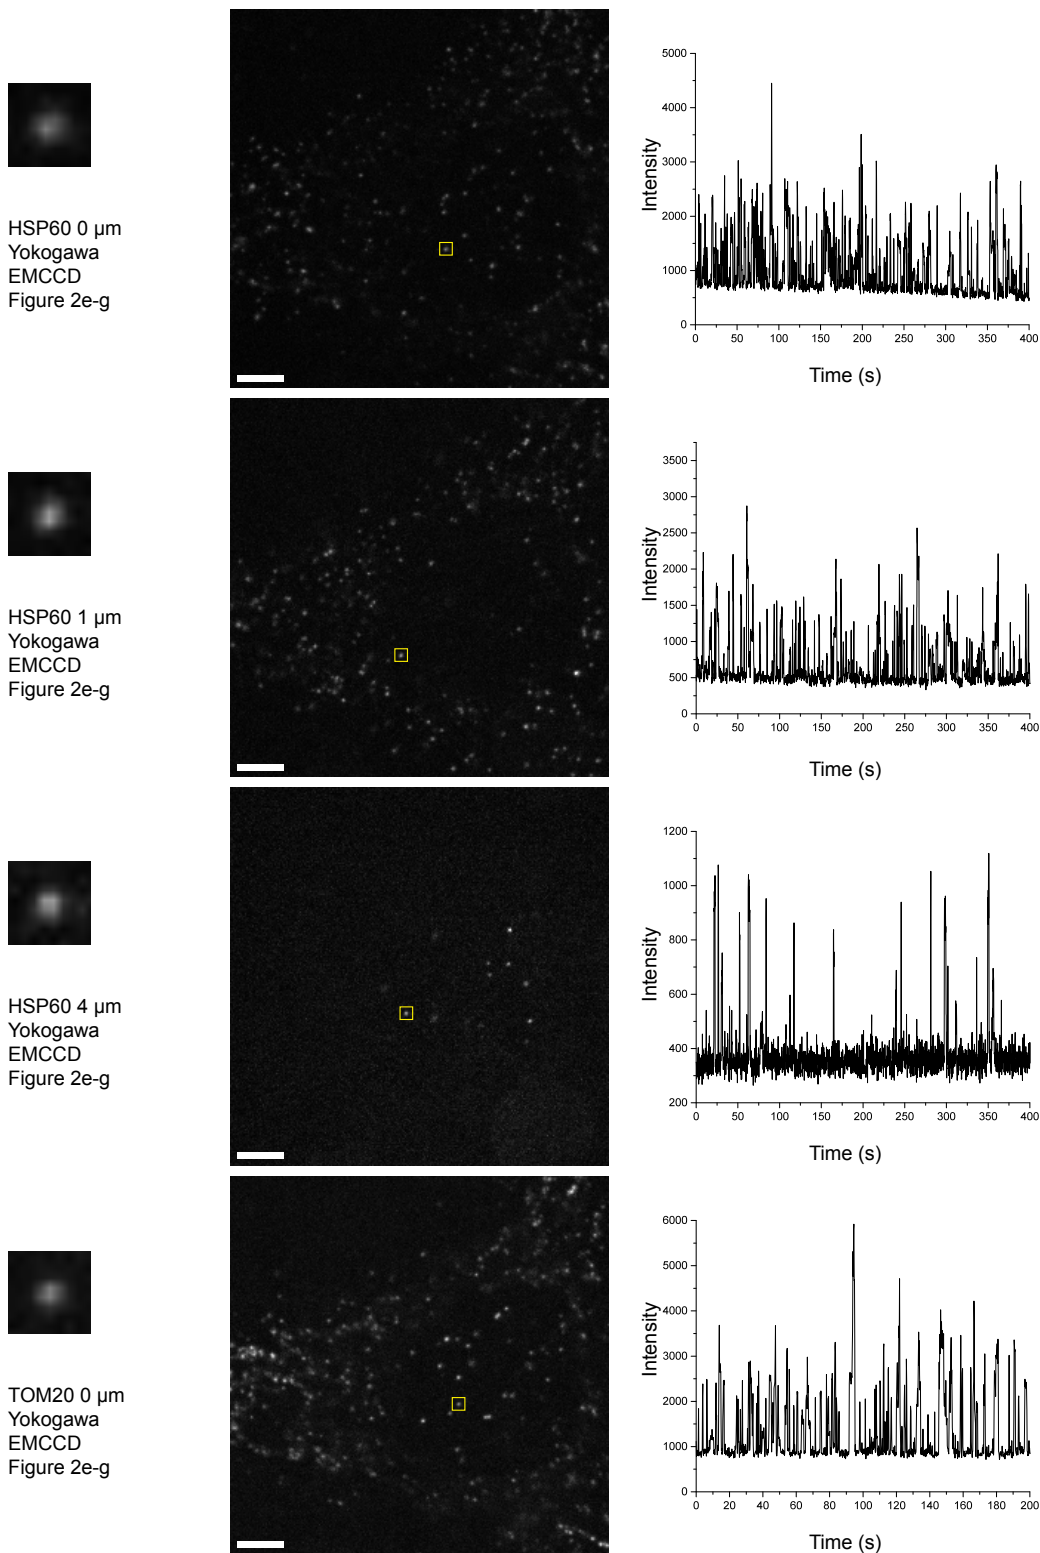 HSP60 0 µm
Yokogawa
EMCCD
Figure 2e-g
5000
4000
3000
2000
1000
0
Intensity
0 50 100 150 200 250 300 350 400
Time (s)
HSP60 1 µm
Yokogawa
EMCCD
Figure 2e-g
3500
3000
2500
2000
1500
1000
500
0
Intensity
0 50 100 150 200 250 300 350 400
Time (s)
HSP60 4 µm
Yokogawa
EMCCD
Figure 2e-g
1200
1000
800
600
400
200
Intensity
0 50 100 150 200 250 300 350 400
Time (s)
TOM20 0 µm
Yokogawa
EMCCD
Figure 2e-g
6000
5000
4000
3000
2000
1000
0
Intensity
0 20 40 60 80 100 120 140 160 180 200
Time (s)